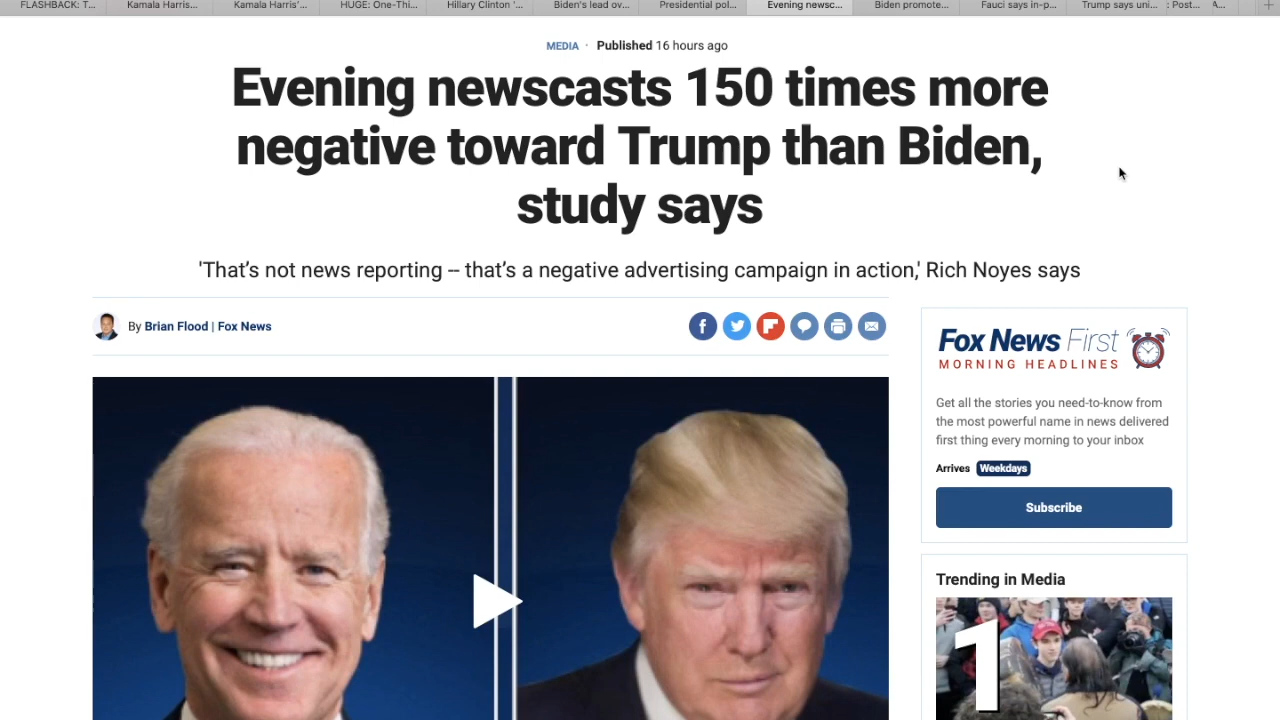 FLASHBACK: T...
Kamala Harris...
Kamala Harris'...
HUGE: One-Thi...
Hillary Clinton '...
Biden's lead ov...
Presidential pol...
Evening newsc...
Biden promote...
Fauci says in-p...
Trump says uni...
: Post...
A...
MEDIA · Published 16 hours ago
Evening newscasts 150 times more
negative toward Trump than Biden,
study says
'That's not news reporting -- that's a negative advertising campaign in action,' Rich Noyes says
By Brian Flood | Fox News
Fox News First
MORNING HEADLINES
Get all the stories you need-to-know from
the most powerful name in news delivered
first thing every morning to your inbox
Arrives Weekdays
Subscribe
Trending in Media
1